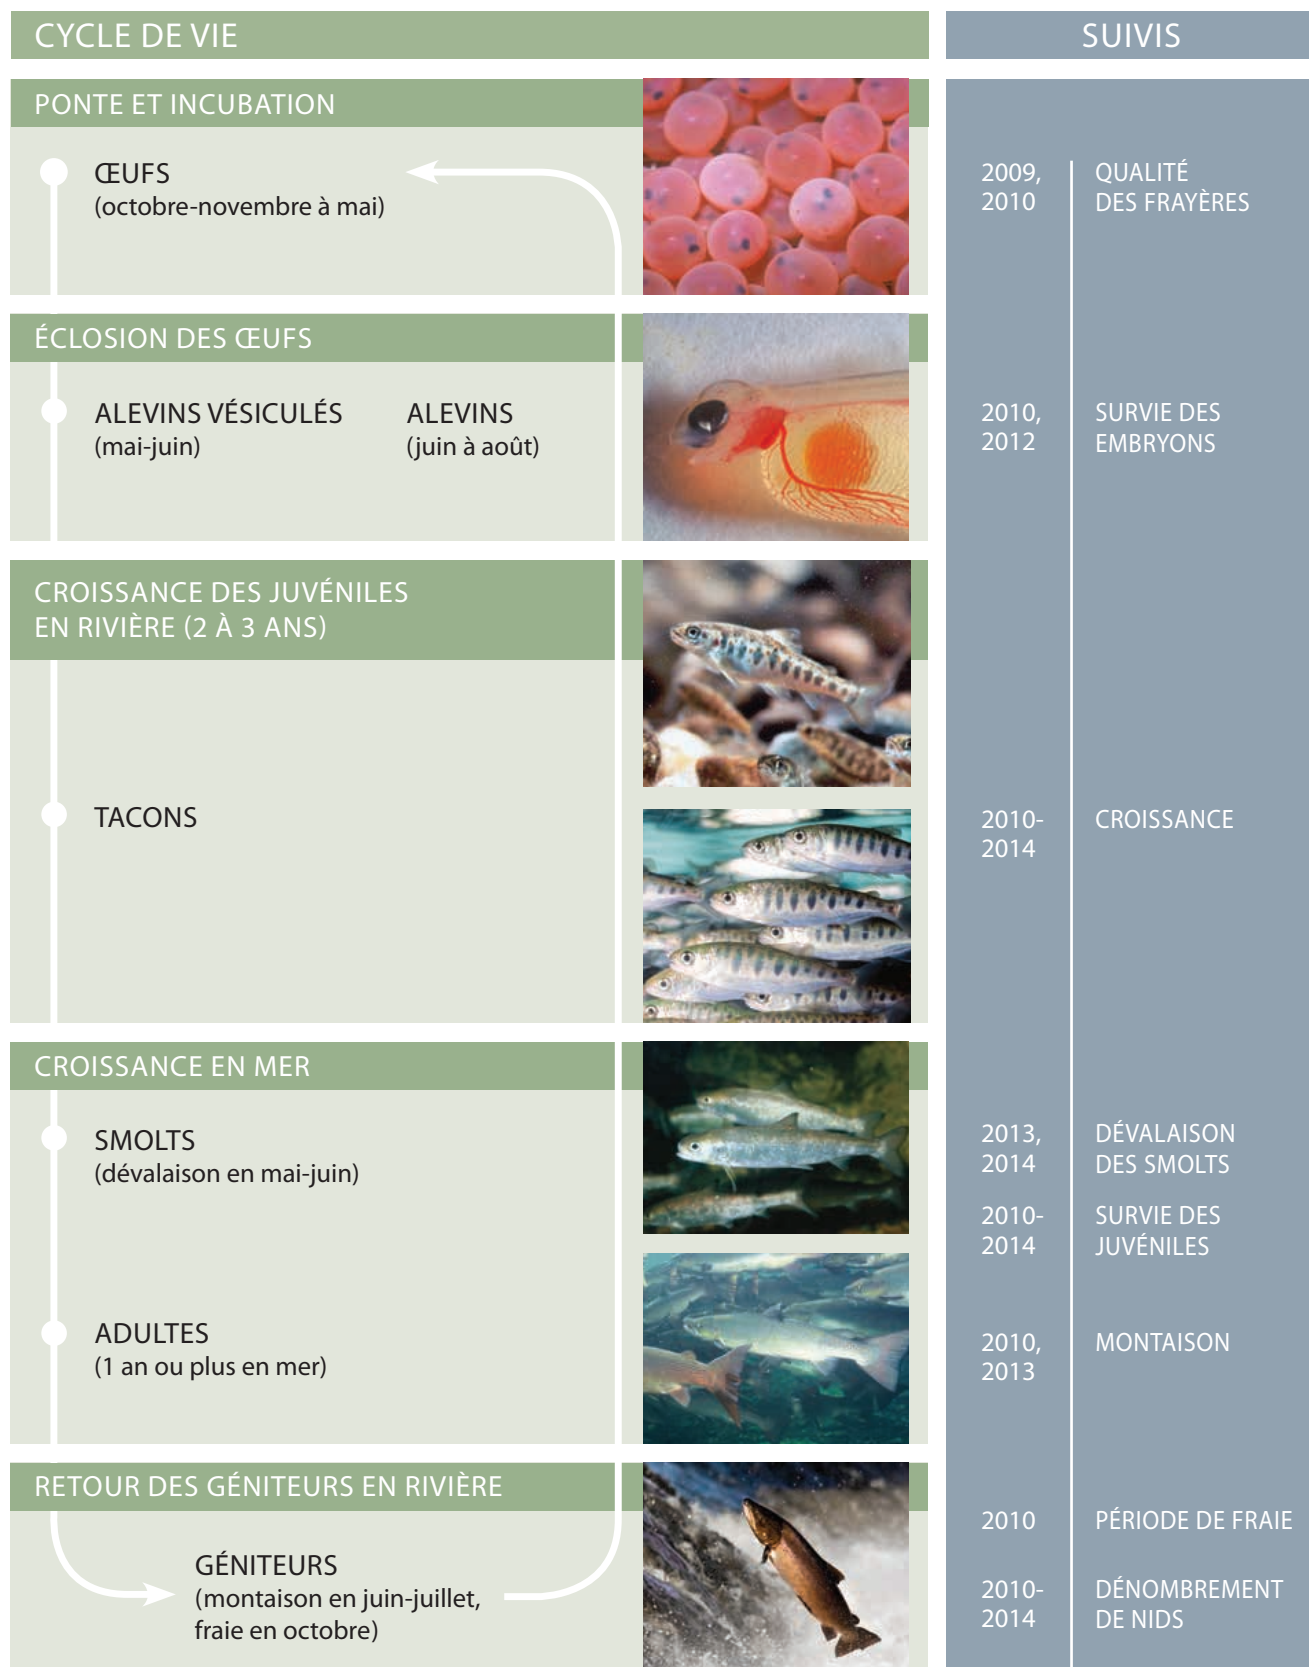 CYCLE DE VIE
SUIVIS
PONTE ET INCUBATION
ŒUFS
(octobre-novembre à mai)
2009,
2010
QUALITÉ
DES FRAYÈRES
ÉCLOSION DES ŒUFS
ALEVINS VÉSICULÉS
(mai-juin)
ALEVINS
(juin à août)
2010,
2012
SURVIE DES
EMBRYONS
CROISSANCE DES JUVÉNILES
EN RIVIÈRE (2 À 3 ANS)
TACONS
2010-
2014
CROISSANCE
CROISSANCE EN MER
SMOLTS
(dévalaison en mai-juin)
2013,
2014
DÉVALAISON
DES SMOLTS
2010-
2014
SURVIE DES
JUVÉNILES
ADULTES
(1 an ou plus en mer)
2010,
2013
MONTAISON
RETOUR DES GÉNITEURS EN RIVIÈRE
GÉNITEURS
(montaison en juin-juillet,
fraie en octobre)
2010
PÉRIODE DE FRAIE
2010-
2014
DÉNOMBREMENT
DE NIDS